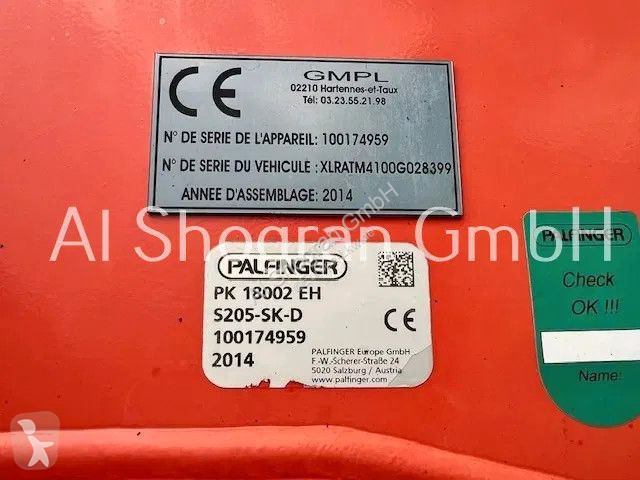 CE
GMPL
02210 Hartennes-et-Taux
Tél: 03.23.55.21.98
N° DE SERIE DE L'APPAREIL: 100174959
N° DE SERIE DU VEHICULE : XLRATM4100G028399
ANNEE D'ASSEMBLAGE: 2014
Al Shogran GmbH
PALFINGER
PK 18002 EH
S205-SK-D
100174959
2014
CE
PALFINGER Europe GmbH
F.-W.-Scherer-Straße 24
5020 Salzburg / Austria
www.palfinger.com
PALFINGER
Check
OK !!!
Name: